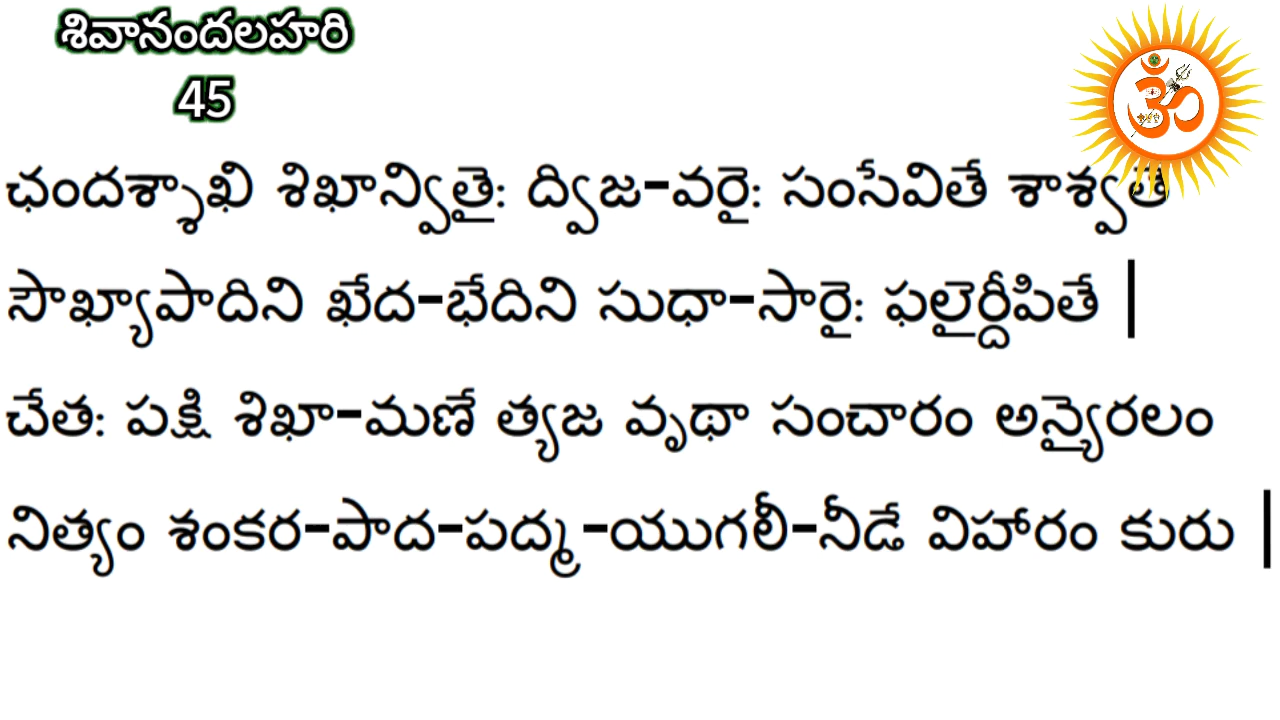 శివానందలహరి
45
ఛందశ్శాఖి శిఖాన్వితై: ద్విజ-వరై: సంసేవితే శాశ్వతే
సౌఖ్యాపాదిని ఖేద-భేదిని సుధా-సారై: ఫలైర్దీపితే |
చేత: పక్షి శిఖా-మణే త్యజ వృథా సంచారం అన్యైరలం
నిత్యం శంకర-పాద-పద్మ-యుగలీ-నీడే విహారం కురు |